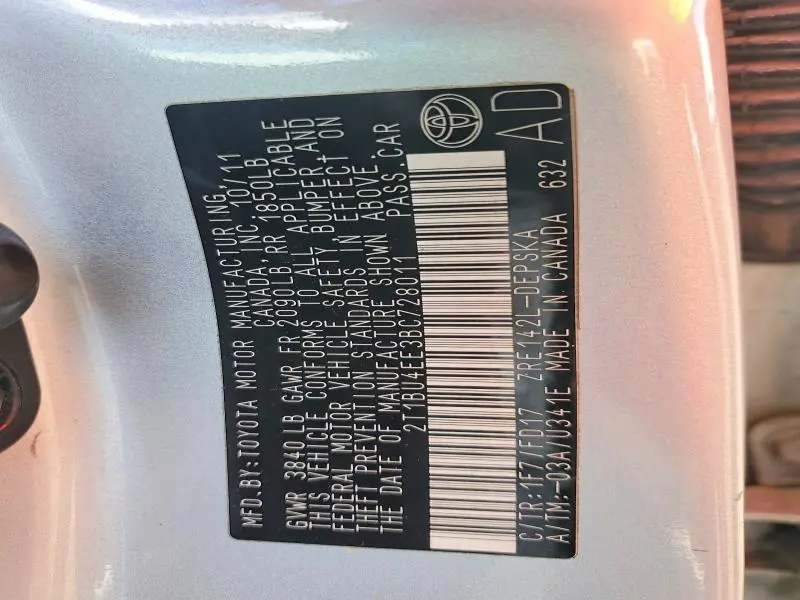 MFD.BY:TOYOTA MOTOR MANUFACTURING,
CANADA, INC. 10/11
GVWR 3840LB GAWR FR 2090LB, RR 1850LB
THIS VEHICLE CONFORMS TO ALL APPLICABLE
FEDERAL MOTOR VEHICLE SAFETY, BUMPER, AND
THEFT PREVENTION STANDARDS IN EFFECT ON
THE DATE OF MANUFACTURE SHOWN ABOVE.
2T1BU4EE3BC728011 PASS.CAR
C/TR:1F7/FD17 ZRE142L-DEPSKA
A/TM:-03A/U341E MADE IN CANADA 632
AD